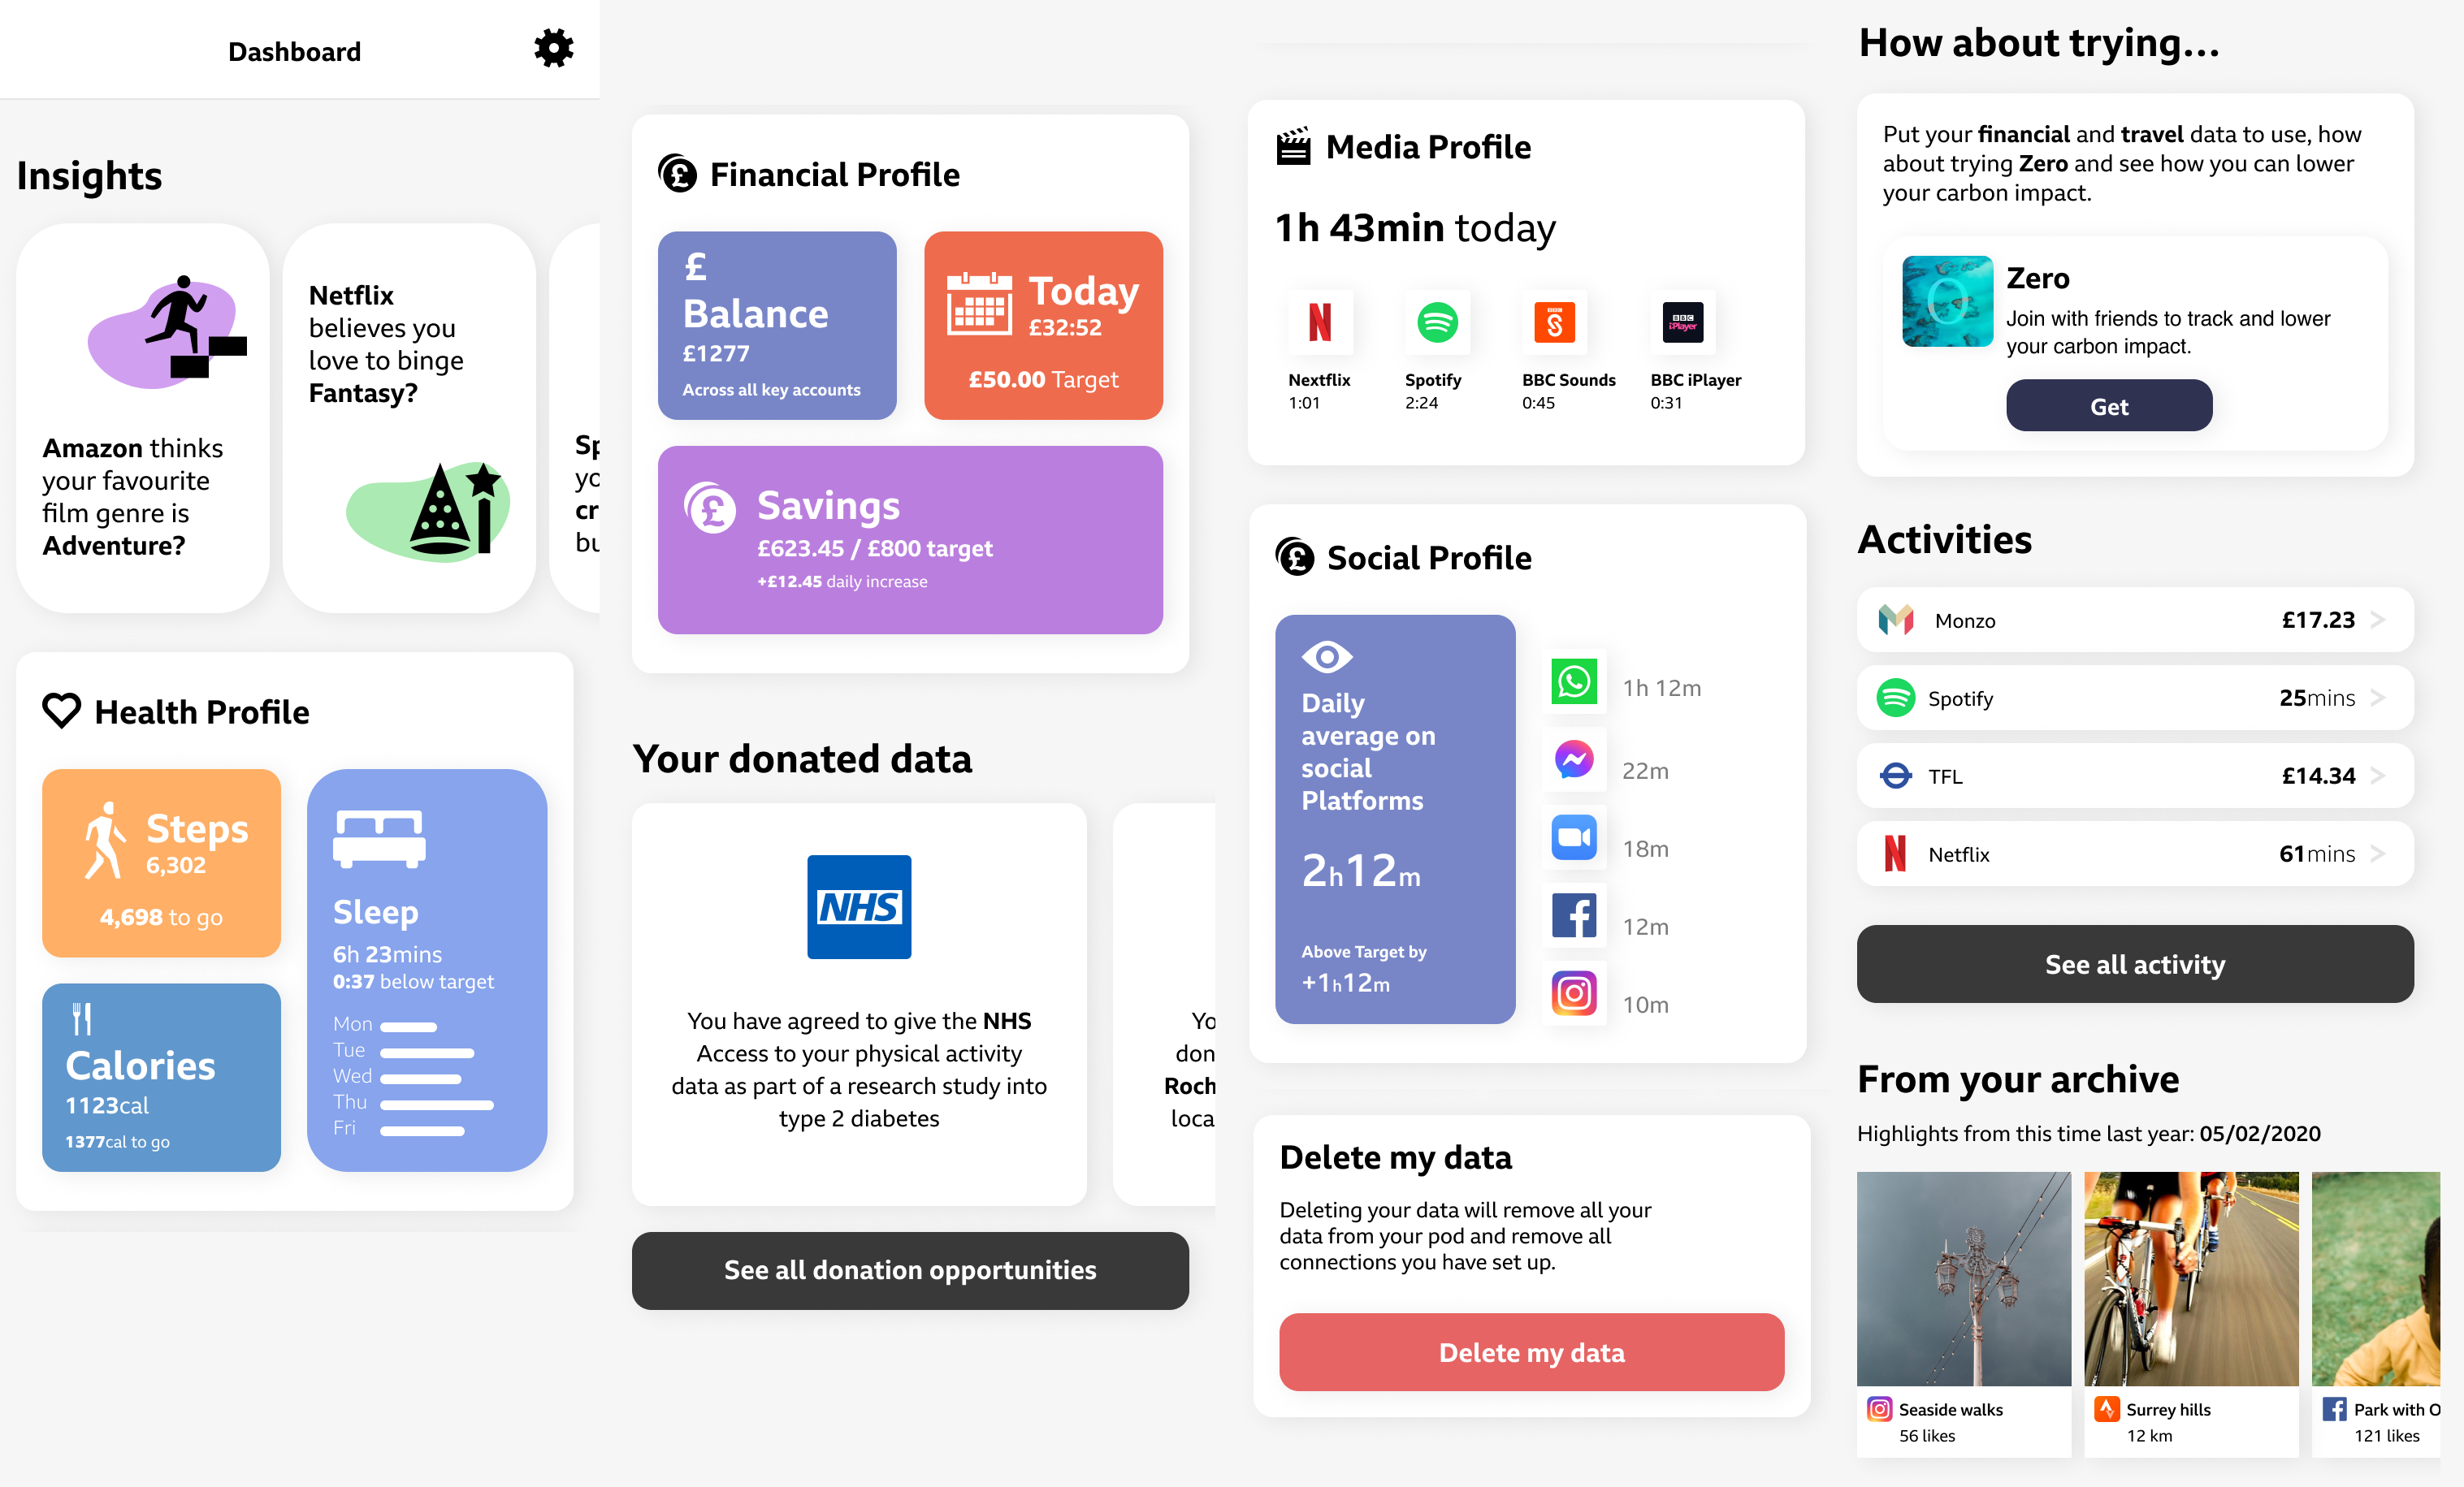 Dashboard
Insights
Amazon thinks
your favourite
film genre is
Adventure?
Netflix
believes you
love to binge
Fantasy?
Health Profile
Steps
6,302
4,698 to go
Calories
1123cal
1377cal to go
Sleep
6h 23mins
0:37 below target
Mon
Tue
Wed
Thu
Fri
Financial Profile
£
Balance
£1277
Across all key accounts
Today
£32:52
£50.00 Target
Savings
£623.45 / £800 target
+£12.45 daily increase
Your donated data
NHS
You have agreed to give the NHS
Access to your physical activity
data as part of a research study into
type 2 diabetes
See all donation opportunities
Media Profile
1h 43min today
Nextflix
1:01
Spotify
2:24
BBC Sounds
0:45
BBC
iPlayer
BBC iPlayer
0:31
Social Profile
Daily
average on
social
Platforms
2h12m
Above Target by
+1h12m
1h 12m
22m
18m
12m
10m
Delete my data
Deleting your data will remove all your
data from your pod and remove all
connections you have set up.
Delete my data
How about trying...
Put your financial and travel data to use, how
about trying Zero and see how you can lower
your carbon impact.
Zero
Join with friends to track and lower
your carbon impact.
Get
Activities
Monzo £17.23
Spotify 25mins
TFL £14.34
Netflix 61mins
See all activity
From your archive
Highlights from this time last year: 05/02/2020
Seaside walks
56 likes
Surrey hills
12 km
Park with
121 likes